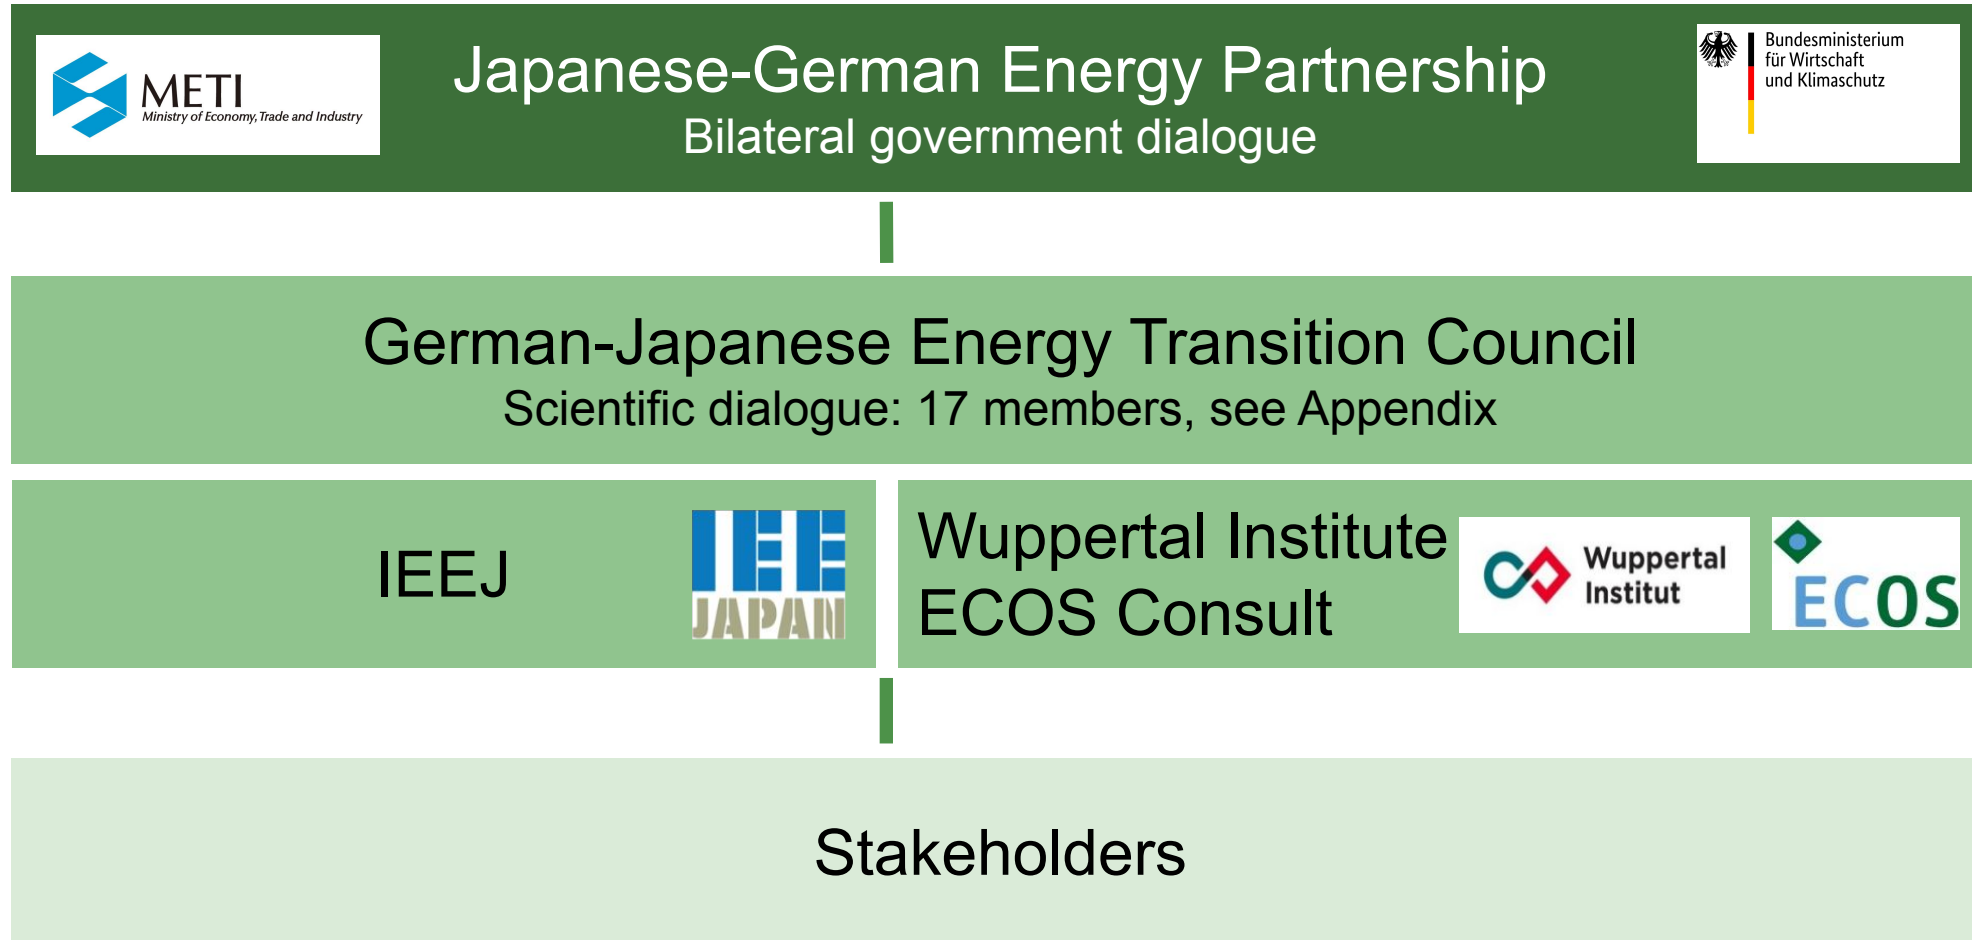 METI
Ministry of Economy, Trade and Industry
Japanese-German Energy Partnership
Bilateral government dialogue
Bundesministerium
für Wirtschaft
und Klimaschutz
German-Japanese Energy Transition Council
Scientific dialogue: 17 members, see Appendix
IEEJ
IEE
JAPAN
Wuppertal Institute
ECOS Consult
Wuppertal
Institut
ECOS
Stakeholders